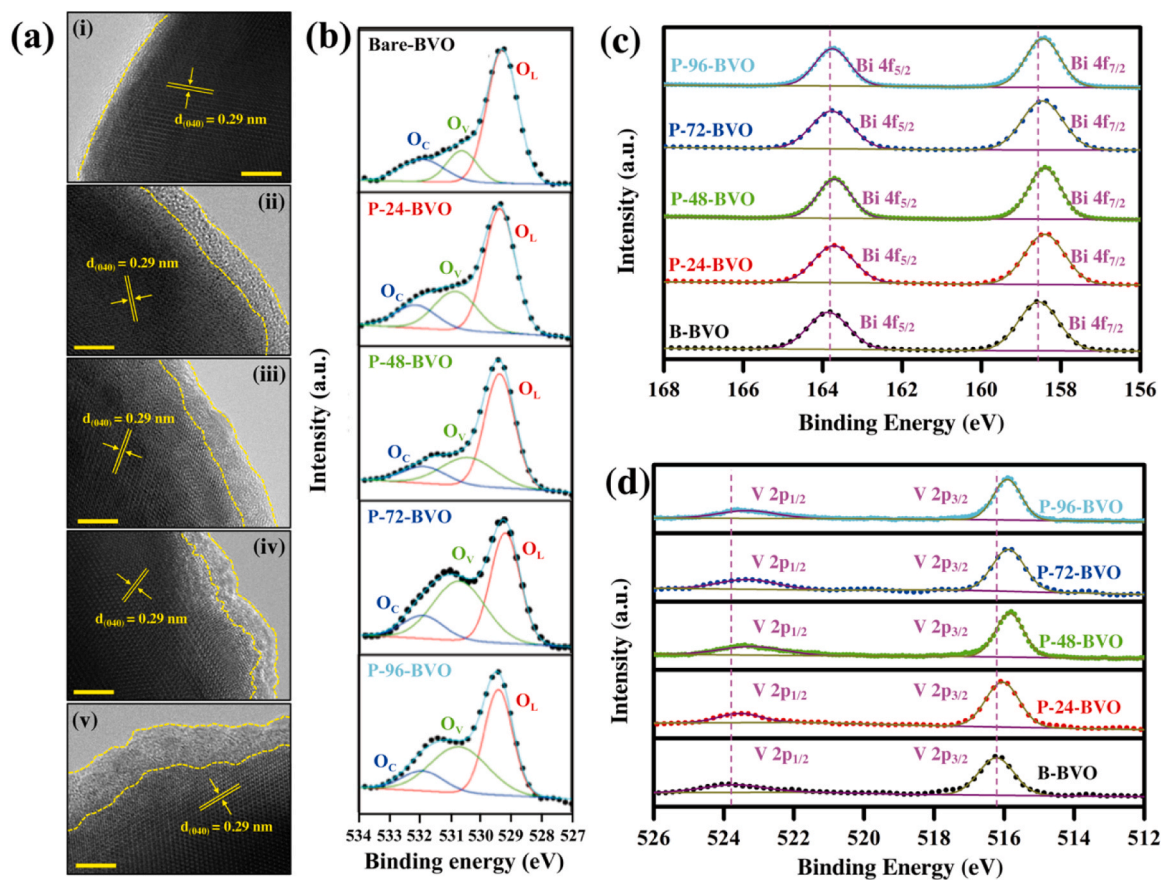 (a)
(i)
d(040) = 0.29 nm
(ii)
d(040) = 0.29 nm
(iii)
d(040) = 0.29 nm
(iv)
d(040) = 0.29 nm
(v)
d(040) = 0.29 nm
(b)
Bare-BVO
OL
OV
OC
P-24-BVO
OL
OV
OC
P-48-BVO
OL
OV
OC
P-72-BVO
OV
OL
OC
P-96-BVO
OL
OV
OC
Intensity (a.u.)
534 533 532 531 530 529 528 527
Binding energy (eV)
(c)
P-96-BVO Bi 4f5/2 Bi 4f7/2
P-72-BVO Bi 4f5/2 Bi 4f7/2
P-48-BVO Bi 4f5/2 Bi 4f7/2
P-24-BVO Bi 4f5/2 Bi 4f7/2
B-BVO Bi 4f5/2 Bi 4f7/2
Intensity (a.u.)
168 166 164 162 160 158 156
Binding Energy (eV)
(d)
V 2p1/2 V 2p3/2 P-96-BVO
V 2p1/2 V 2p3/2 P-72-BVO
V 2p1/2 V 2p3/2 P-48-BVO
V 2p1/2 V 2p3/2 P-24-BVO
V 2p1/2 V 2p3/2 B-BVO
Intensity (a.u.)
526 524 522 520 518 516 514 512
Binding Energy (eV)